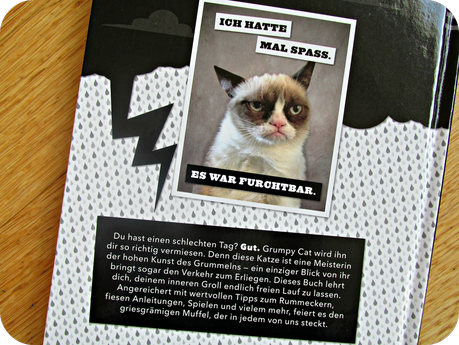 ICH HATTE
MAL SPASS.
ES WAR FURCHTBAR.
Du hast einen schlechten Tag? Gut. Grumpy Cat wird ihn
dir so richtig vermiesen. Denn diese Katze ist eine Meisterin
der hohen Kunst des Grummelns – ein einziger Blick von ihr
bringt sogar den Verkehr zum Erliegen. Dieses Buch lehrt
dich, deinem inneren Groll endlich freien Lauf zu lassen.
Angereichert mit wertvollen Tipps zum Rummeckern,
fiesen Anleitungen, Spielen und vielem mehr, feiert es den
griesgrämigen Muffel, der in jedem von uns steckt.